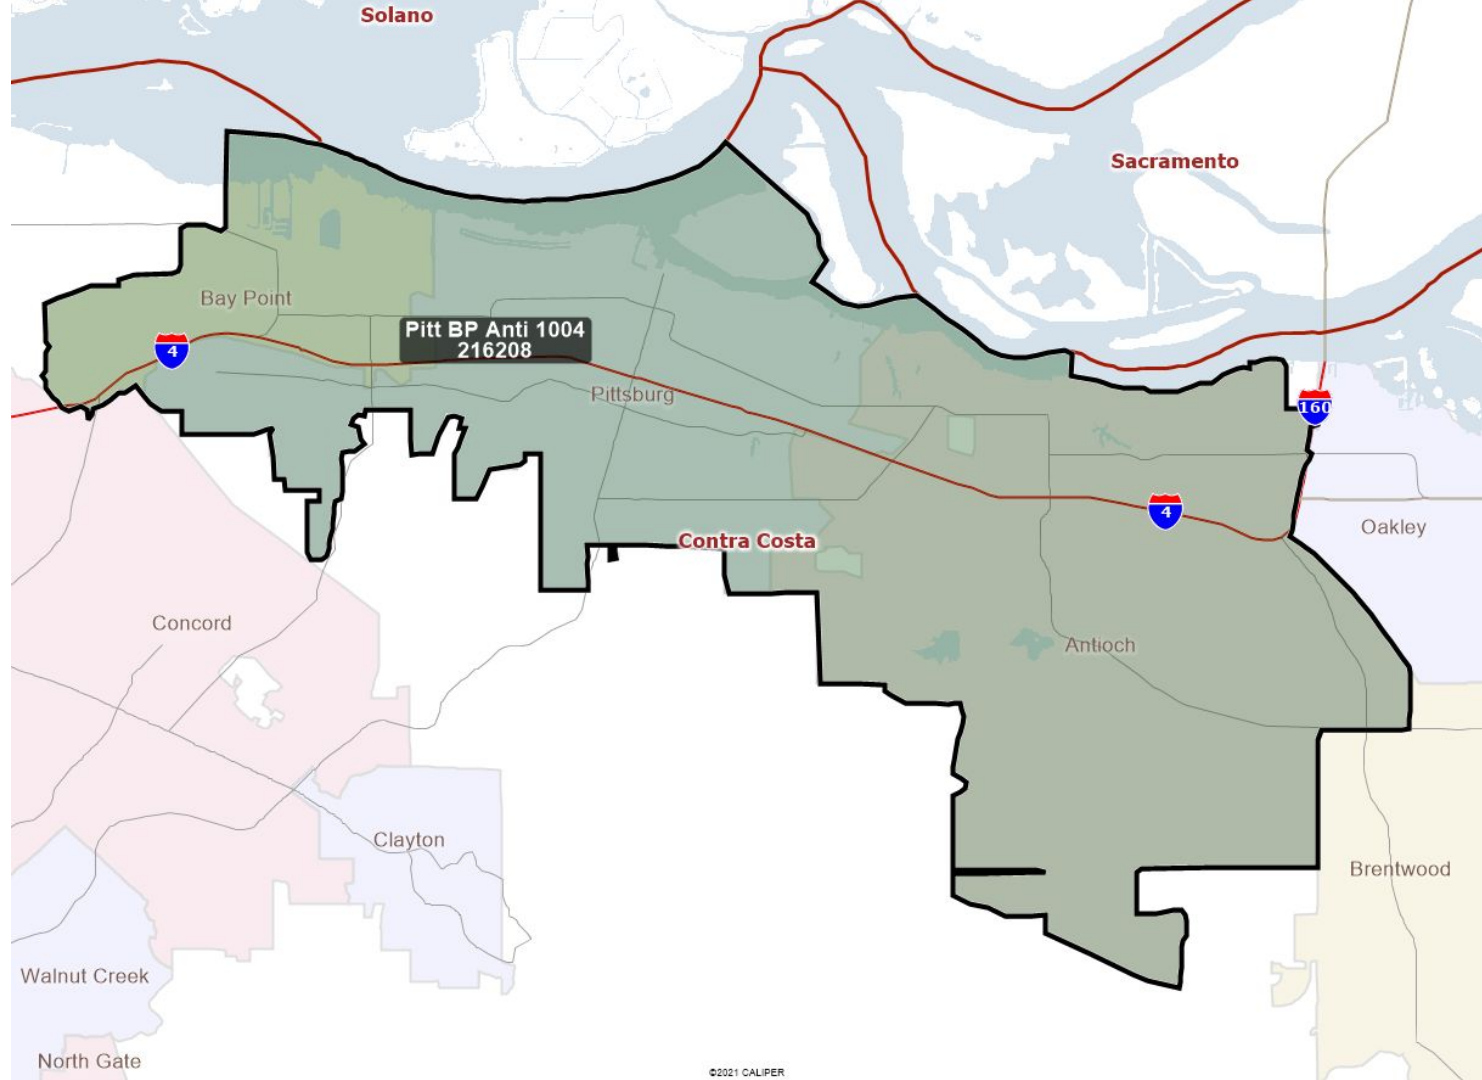 Solano
Sacramento
Bay Point
4
Pitt BP Anti 1004
216208
Pittsburg
160
4
Oakley
Contra Costa
Concord
Antioch
Clayton
Brentwood
Walnut Creek
North Gate
©2021 CALIPER